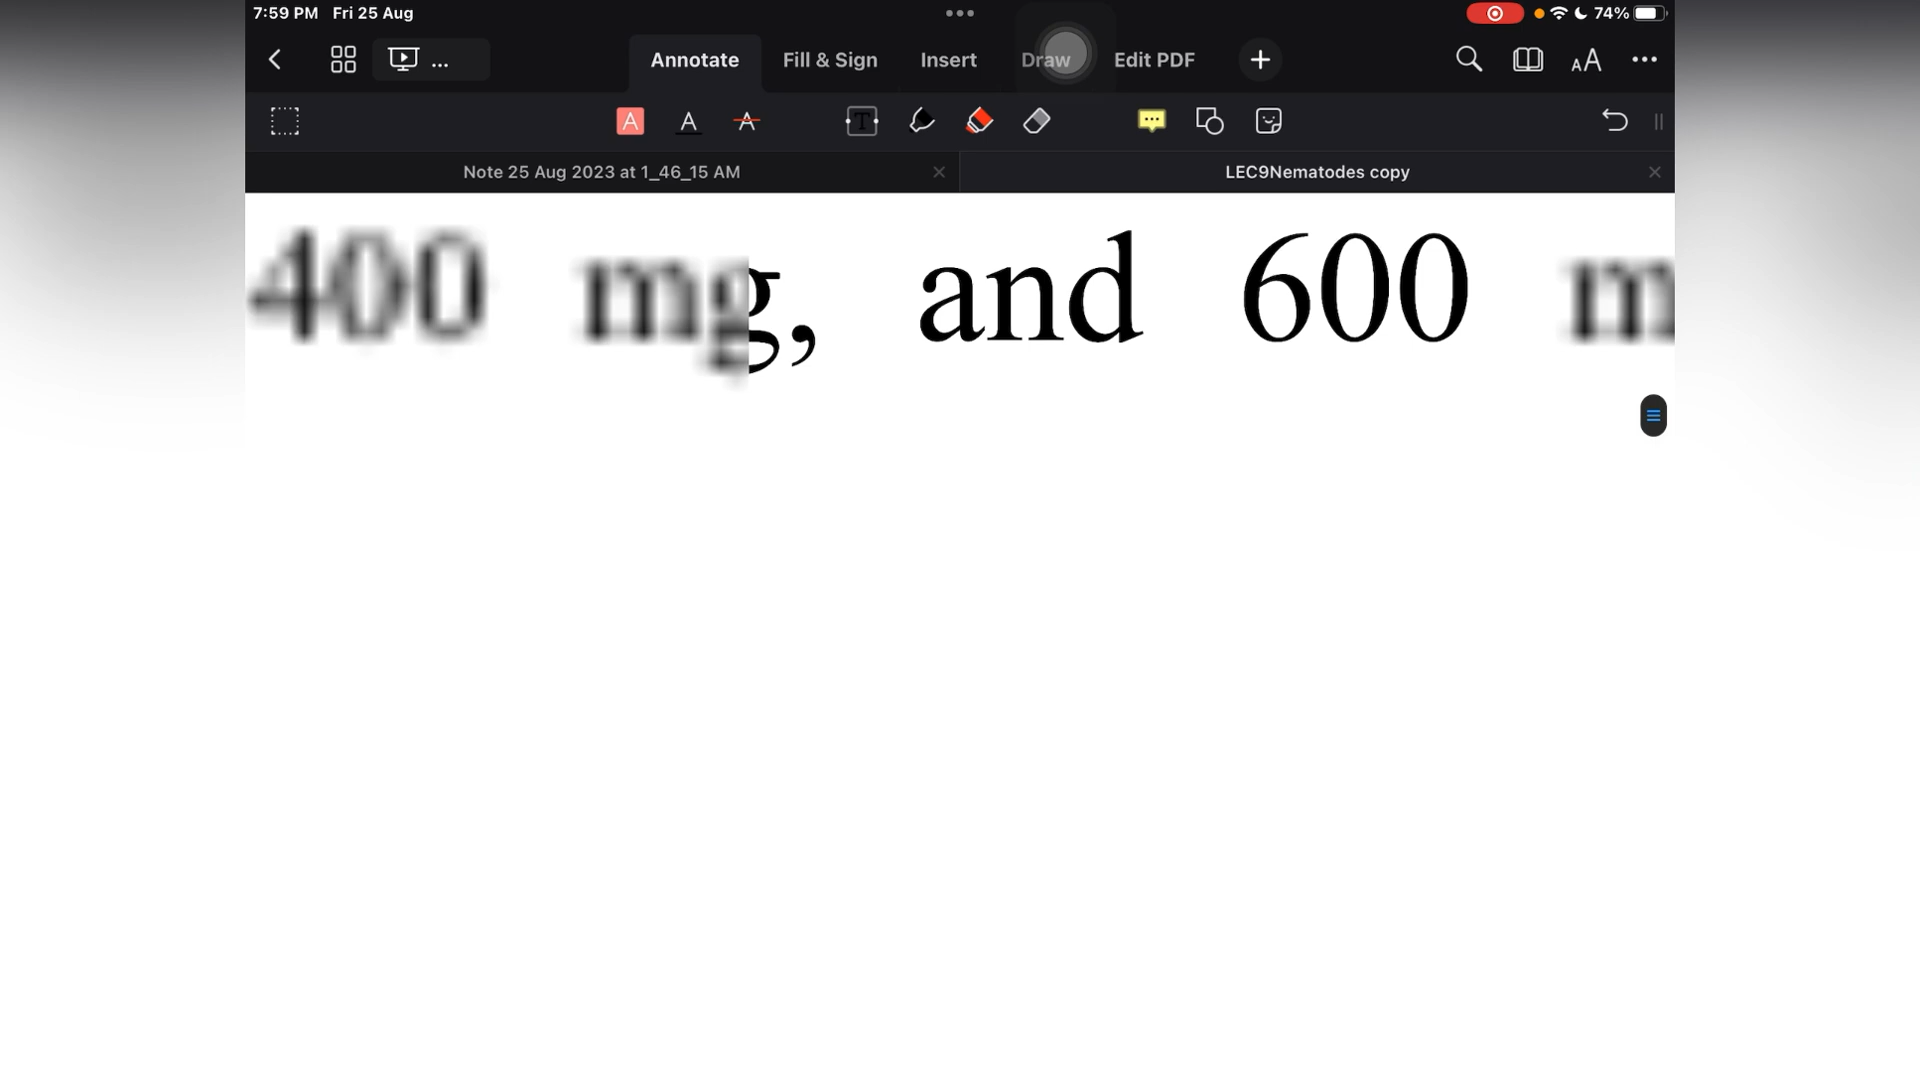 7:59 PM Fri 25 Aug
74%
...
Annotate
Fill & Sign
Insert
Draw
Edit PDF
Note 25 Aug 2023 at 1_46_15 AM
LEC9Nematodes copy
400 mg, and 600 m